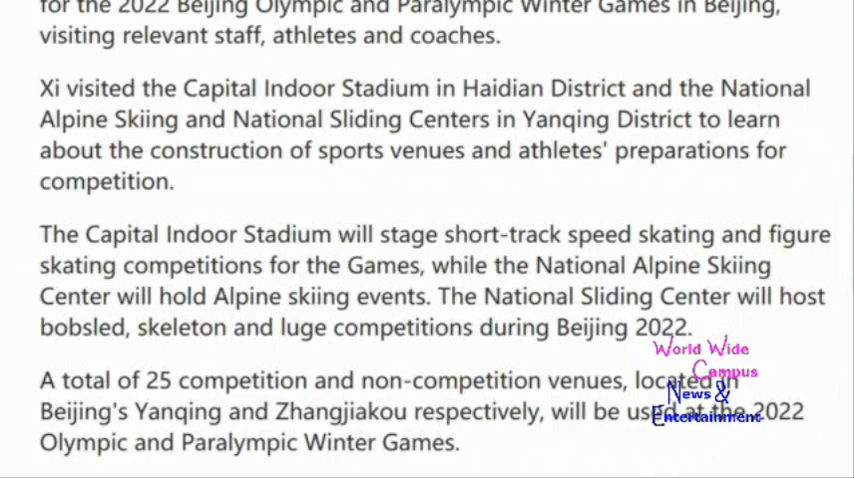 for the 2022 Beijing Olympic and Paralympic Winter Games in Beijing,
visiting relevant staff, athletes and coaches.
Xi visited the Capital Indoor Stadium in Haidian District and the National
Alpine Skiing and National Sliding Centers in Yanqing District to learn
about the construction of sports venues and athletes' preparations for
competition.
The Capital Indoor Stadium will stage short-track speed skating and figure
skating competitions for the Games, while the National Alpine Skiing
Center will hold Alpine skiing events. The National Sliding Center will host
bobsled, skeleton and luge competitions during Beijing 2022.
A total of 25 competition and non-competition venues, located in
Beijing's Yanqing and Zhangjiakou respectively, will be used at the 2022
Olympic and Paralympic Winter Games.
World Wide
Campus
News &
Entertainment